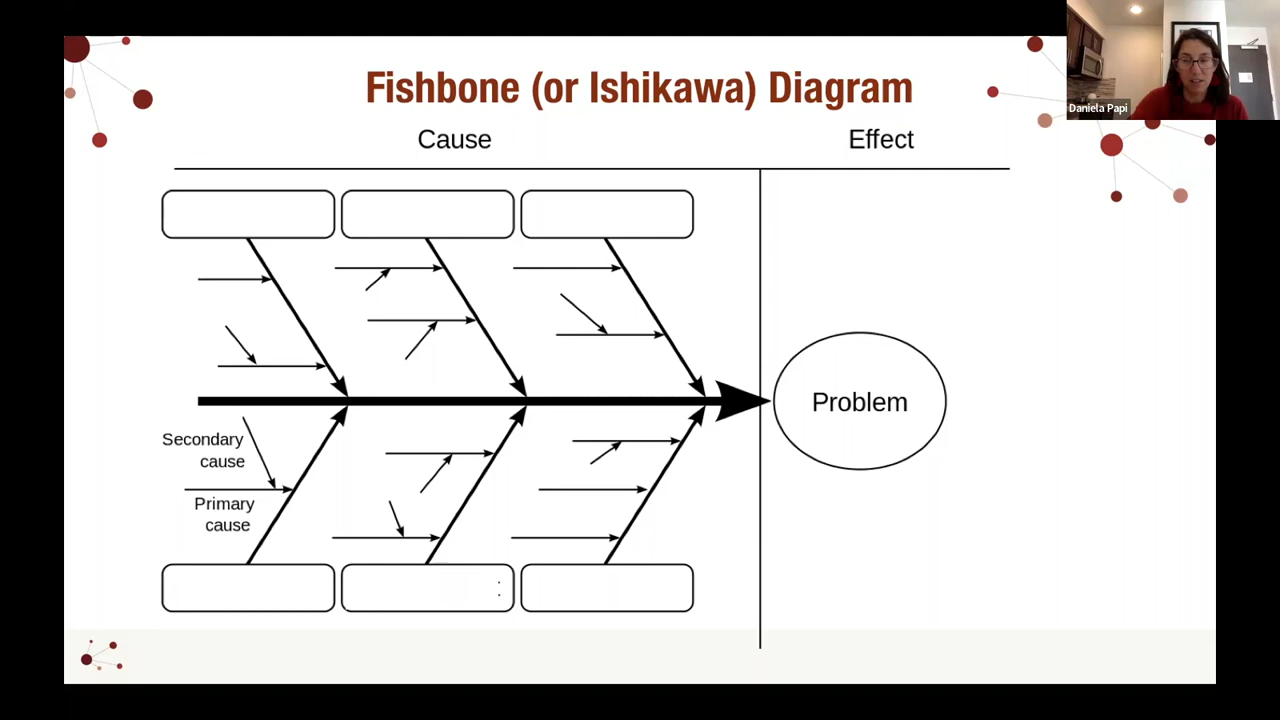 Fishbone (or Ishikawa) Diagram
Daniela Papi
Cause
Effect
Problem
Secondary
cause
Primary
cause
: